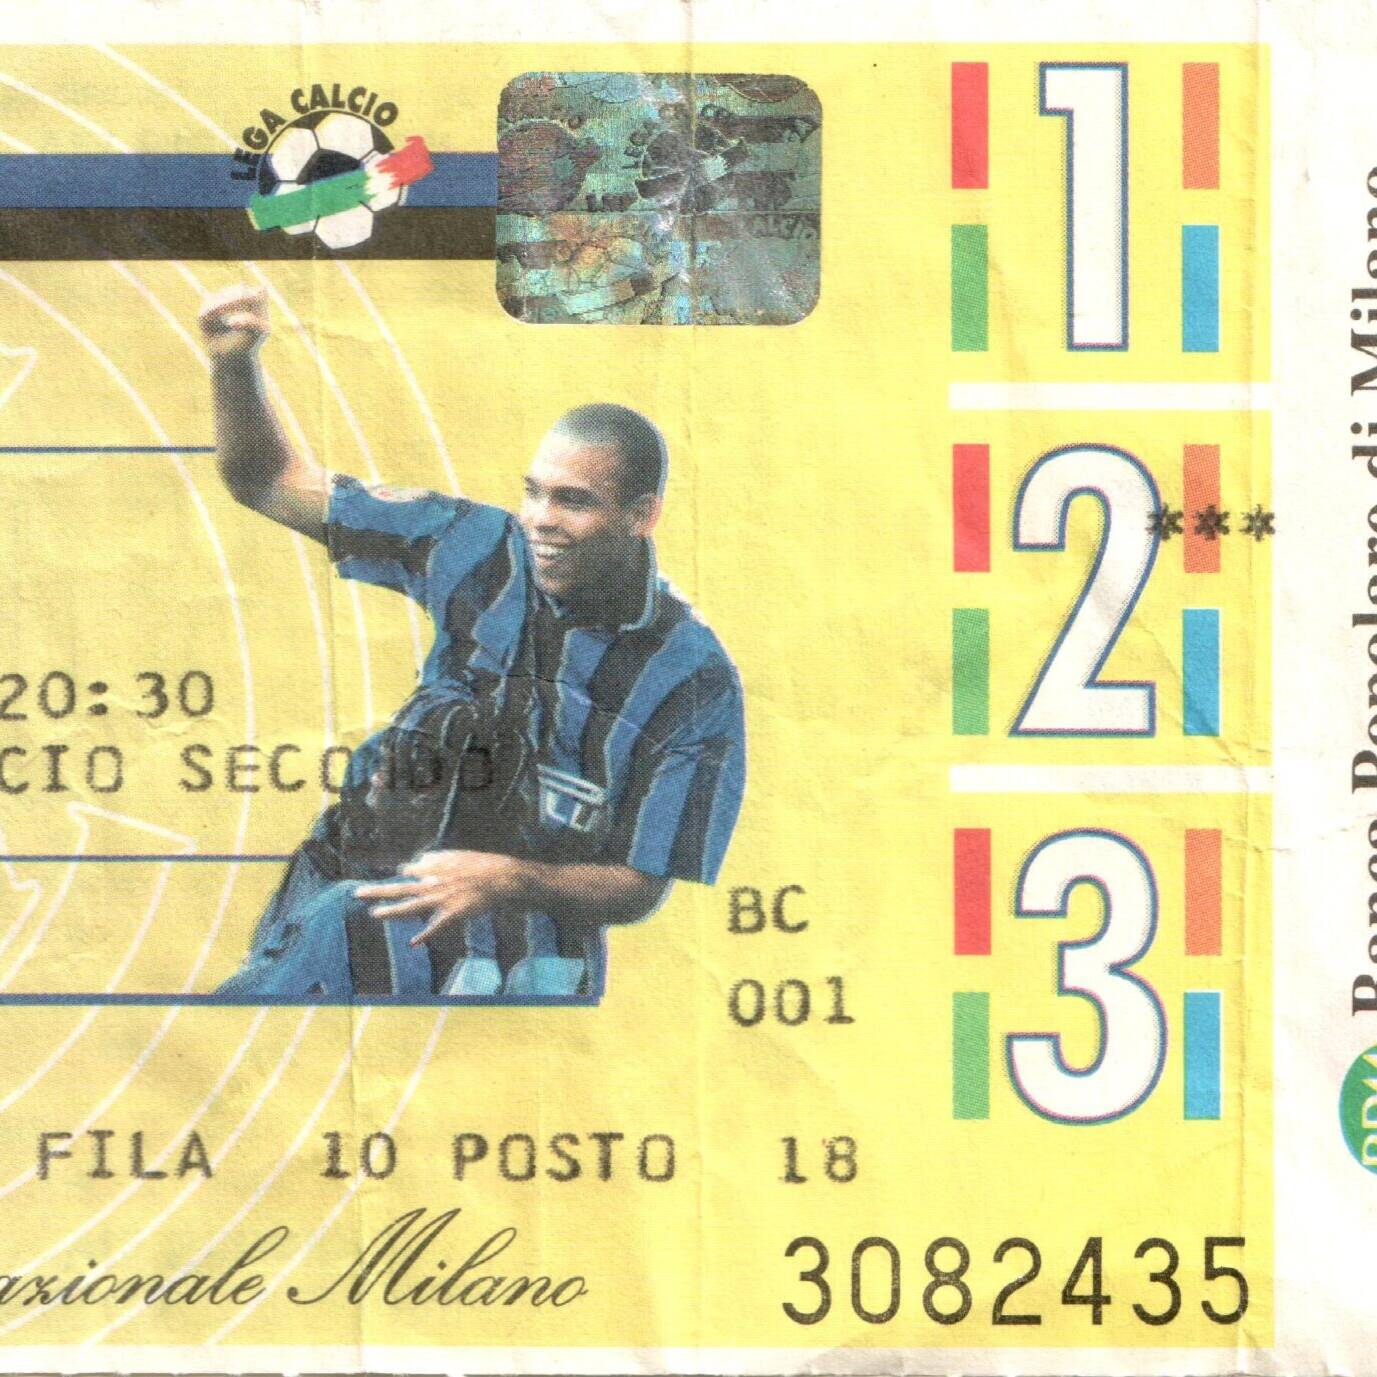 LEGA CALCIO
1
2
***
20:30
CIO SECONDO
BC
001
3
FILA 10 POSTO 18
azionale Milano
3082435
Banca Popolare di Milano